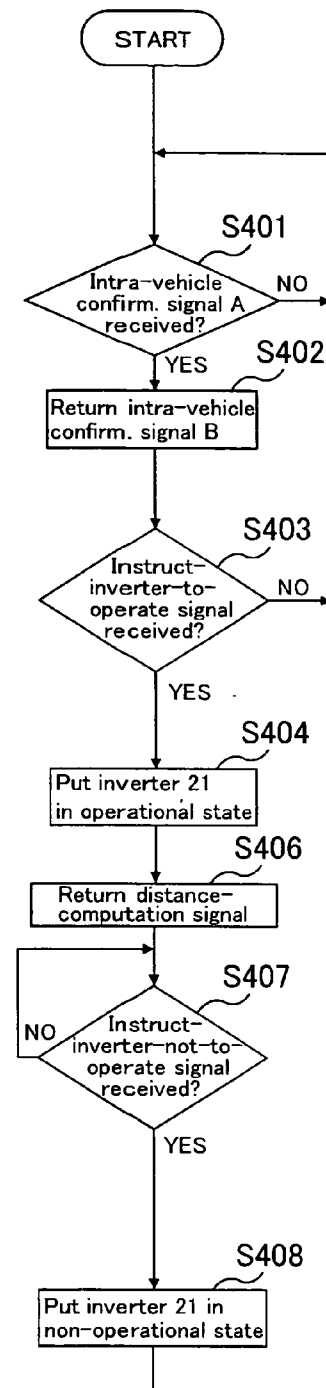 START
S401
Intra-vehicle
confirm. signal A
received?
NO
YES
S402
Return intra-vehicle
confirm. signal B
S403
Instruct-
inverter-to-
operate signal
received?
NO
YES
S404
Put inverter 21
in operational state
S406
Return distance-
computation signal
S407
NO
Instruct-
inverter-not-to-
operate signal
received?
YES
S408
Put inverter 21 in
non-operational state